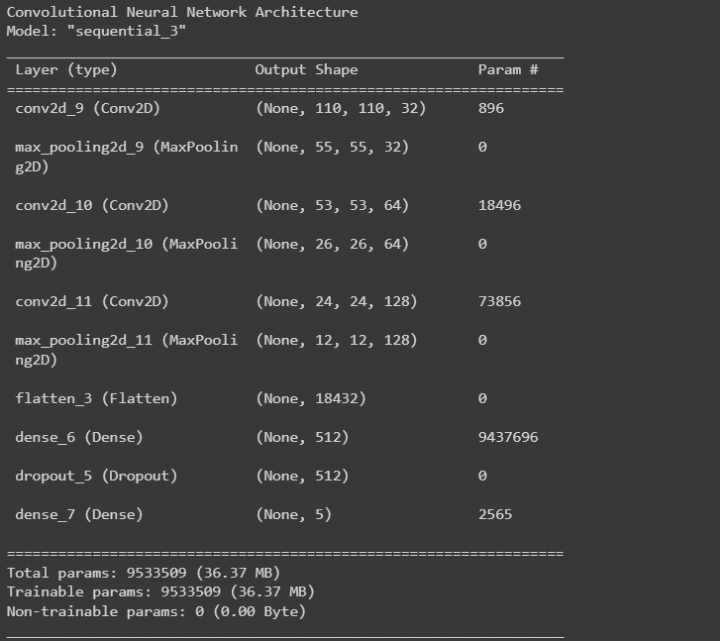 Convolutional Neural Network Architecture
Model: "sequential_3"
_________________________________________________________________
Layer (type) Output Shape Param #
=================================================================
conv2d_9 (Conv2D) (None, 110, 110, 32) 896
max_pooling2d_9 (MaxPoolin (None, 55, 55, 32) 0
g2D)
conv2d_10 (Conv2D) (None, 53, 53, 64) 18496
max_pooling2d_10 (MaxPooli (None, 26, 26, 64) 0
ng2D)
conv2d_11 (Conv2D) (None, 24, 24, 128) 73856
max_pooling2d_11 (MaxPooli (None, 12, 12, 128) 0
ng2D)
flatten_3 (Flatten) (None, 18432) 0
dense_6 (Dense) (None, 512) 9437696
dropout_5 (Dropout) (None, 512) 0
dense_7 (Dense) (None, 5) 2565
=================================================================
Total params: 9533509 (36.37 MB)
Trainable params: 9533509 (36.37 MB)
Non-trainable params: 0 (0.00 Byte)
_________________________________________________________________